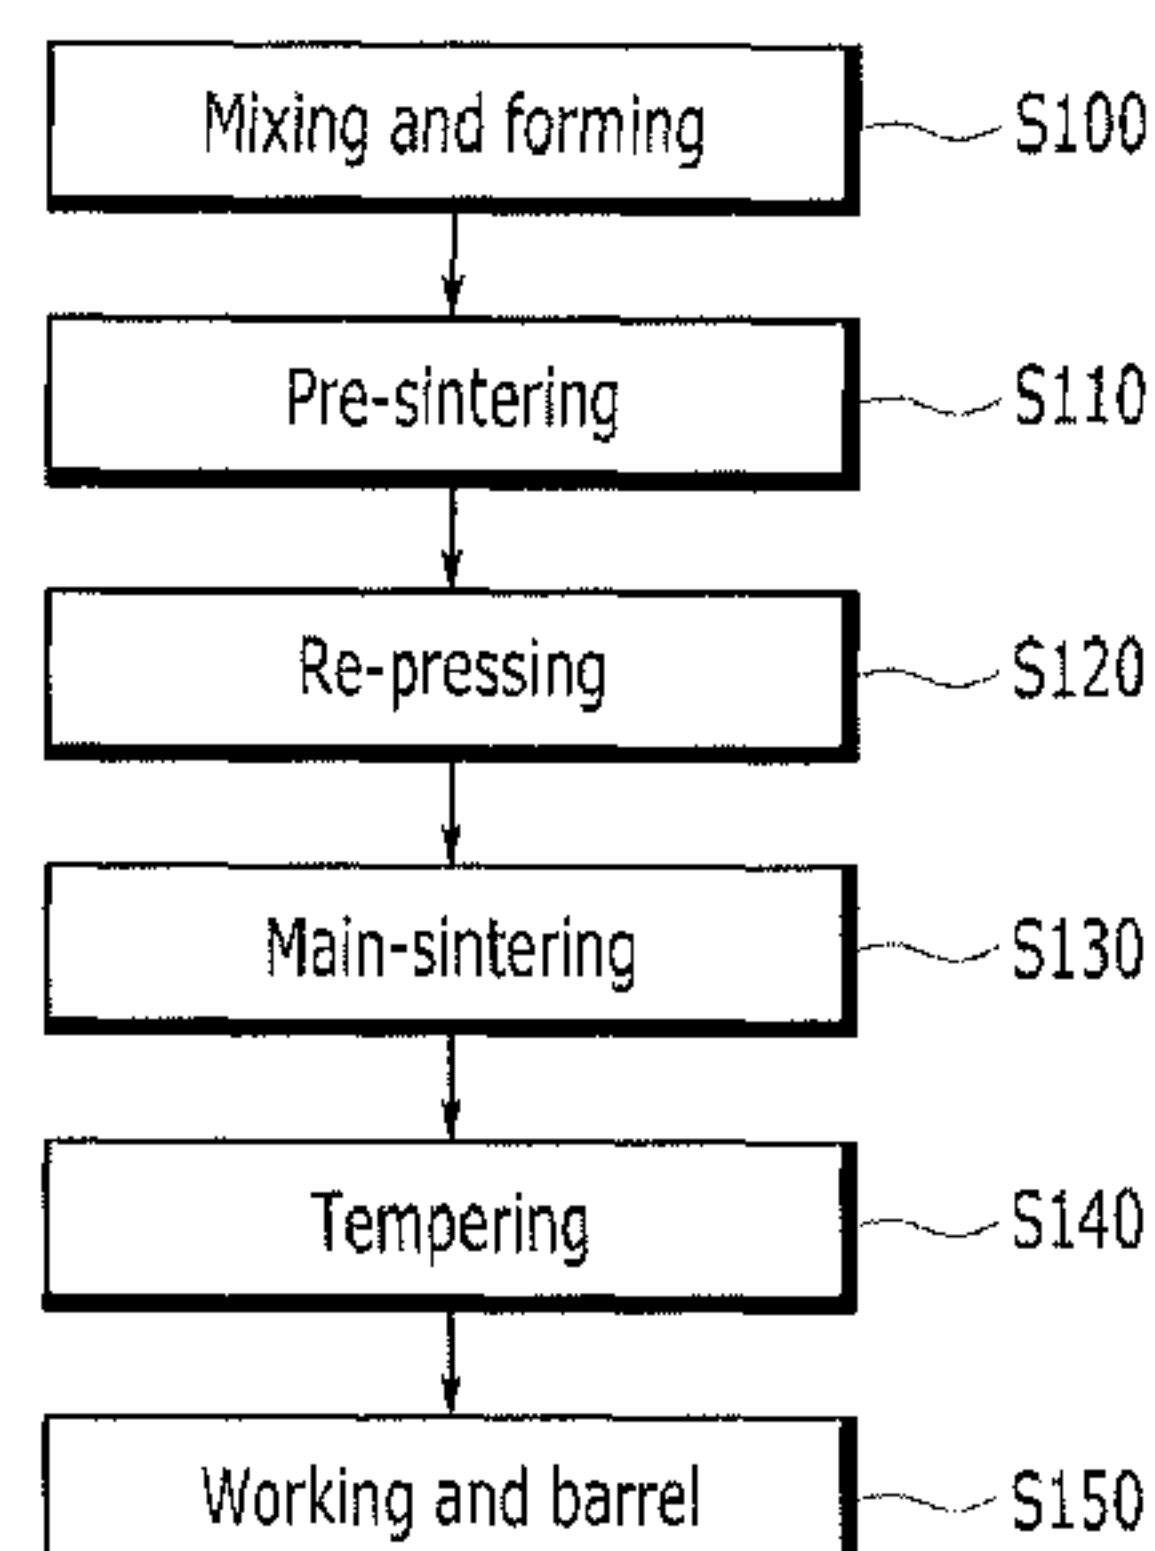 Mixing and forming S100
Pre-sintering S110
Re-pressing S120
Main-sintering S130
Tempering S140
Working and barrel S150